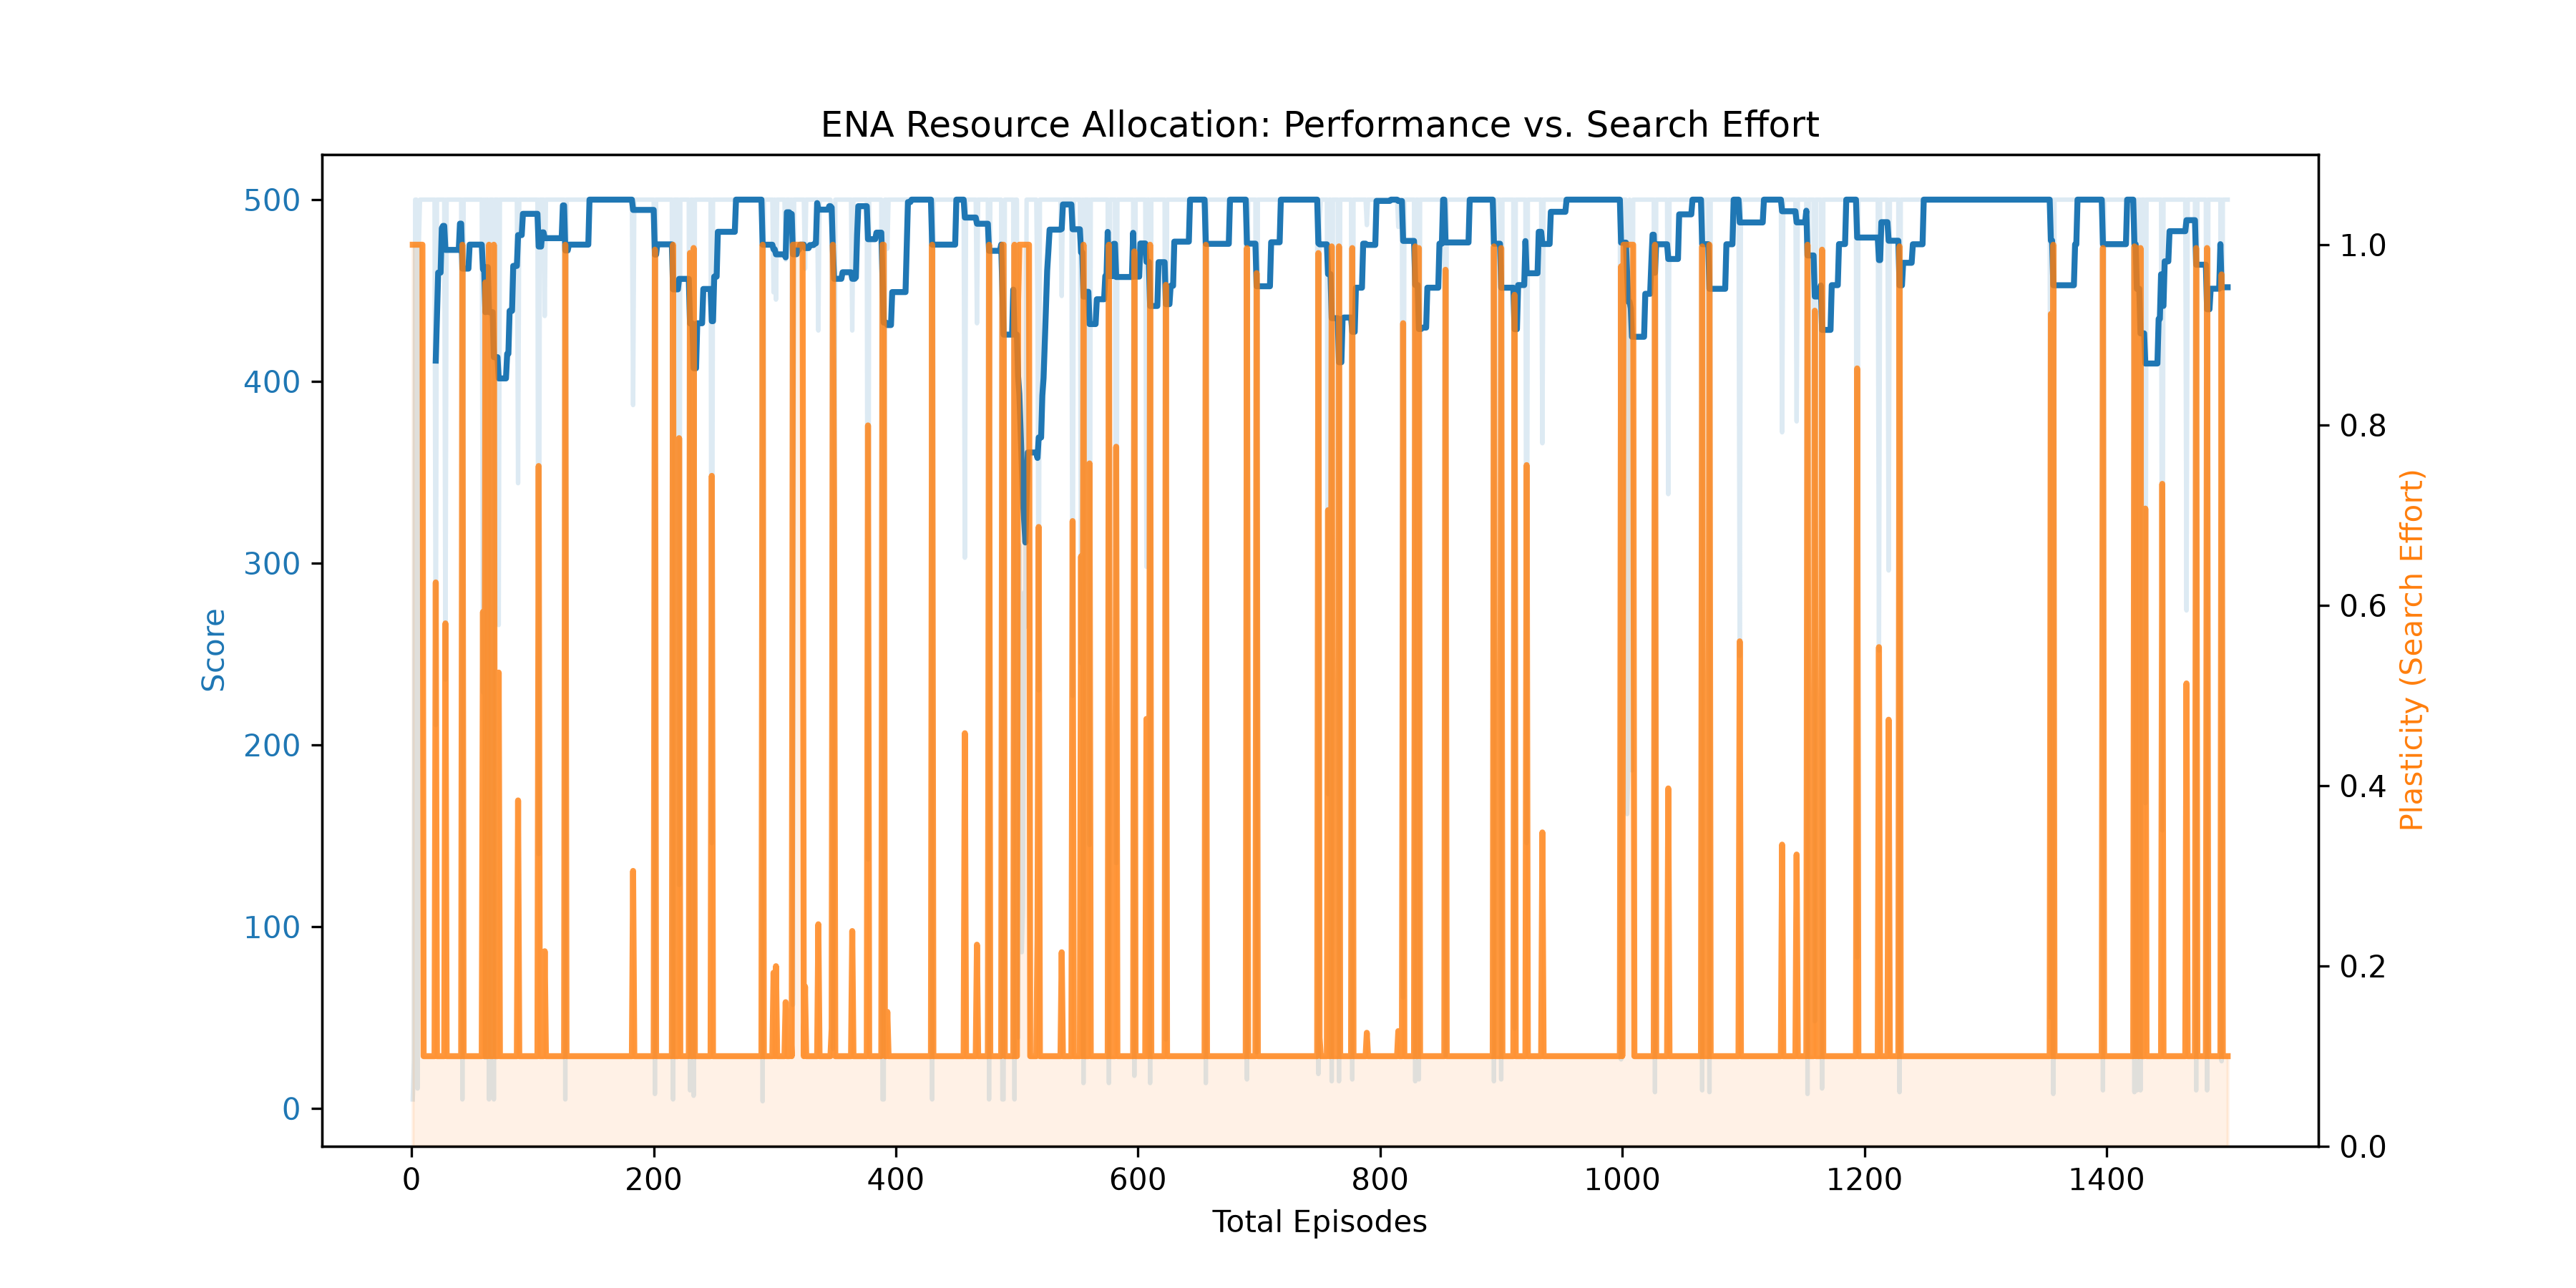 ENA Resource Allocation: Performance vs. Search Effort
500
400
300
200
100
0
Score
1.0
0.8
0.6
0.4
0.2
0.0
Plasticity (Search Effort)
0 200 400 600 800 1000 1200 1400
Total Episodes